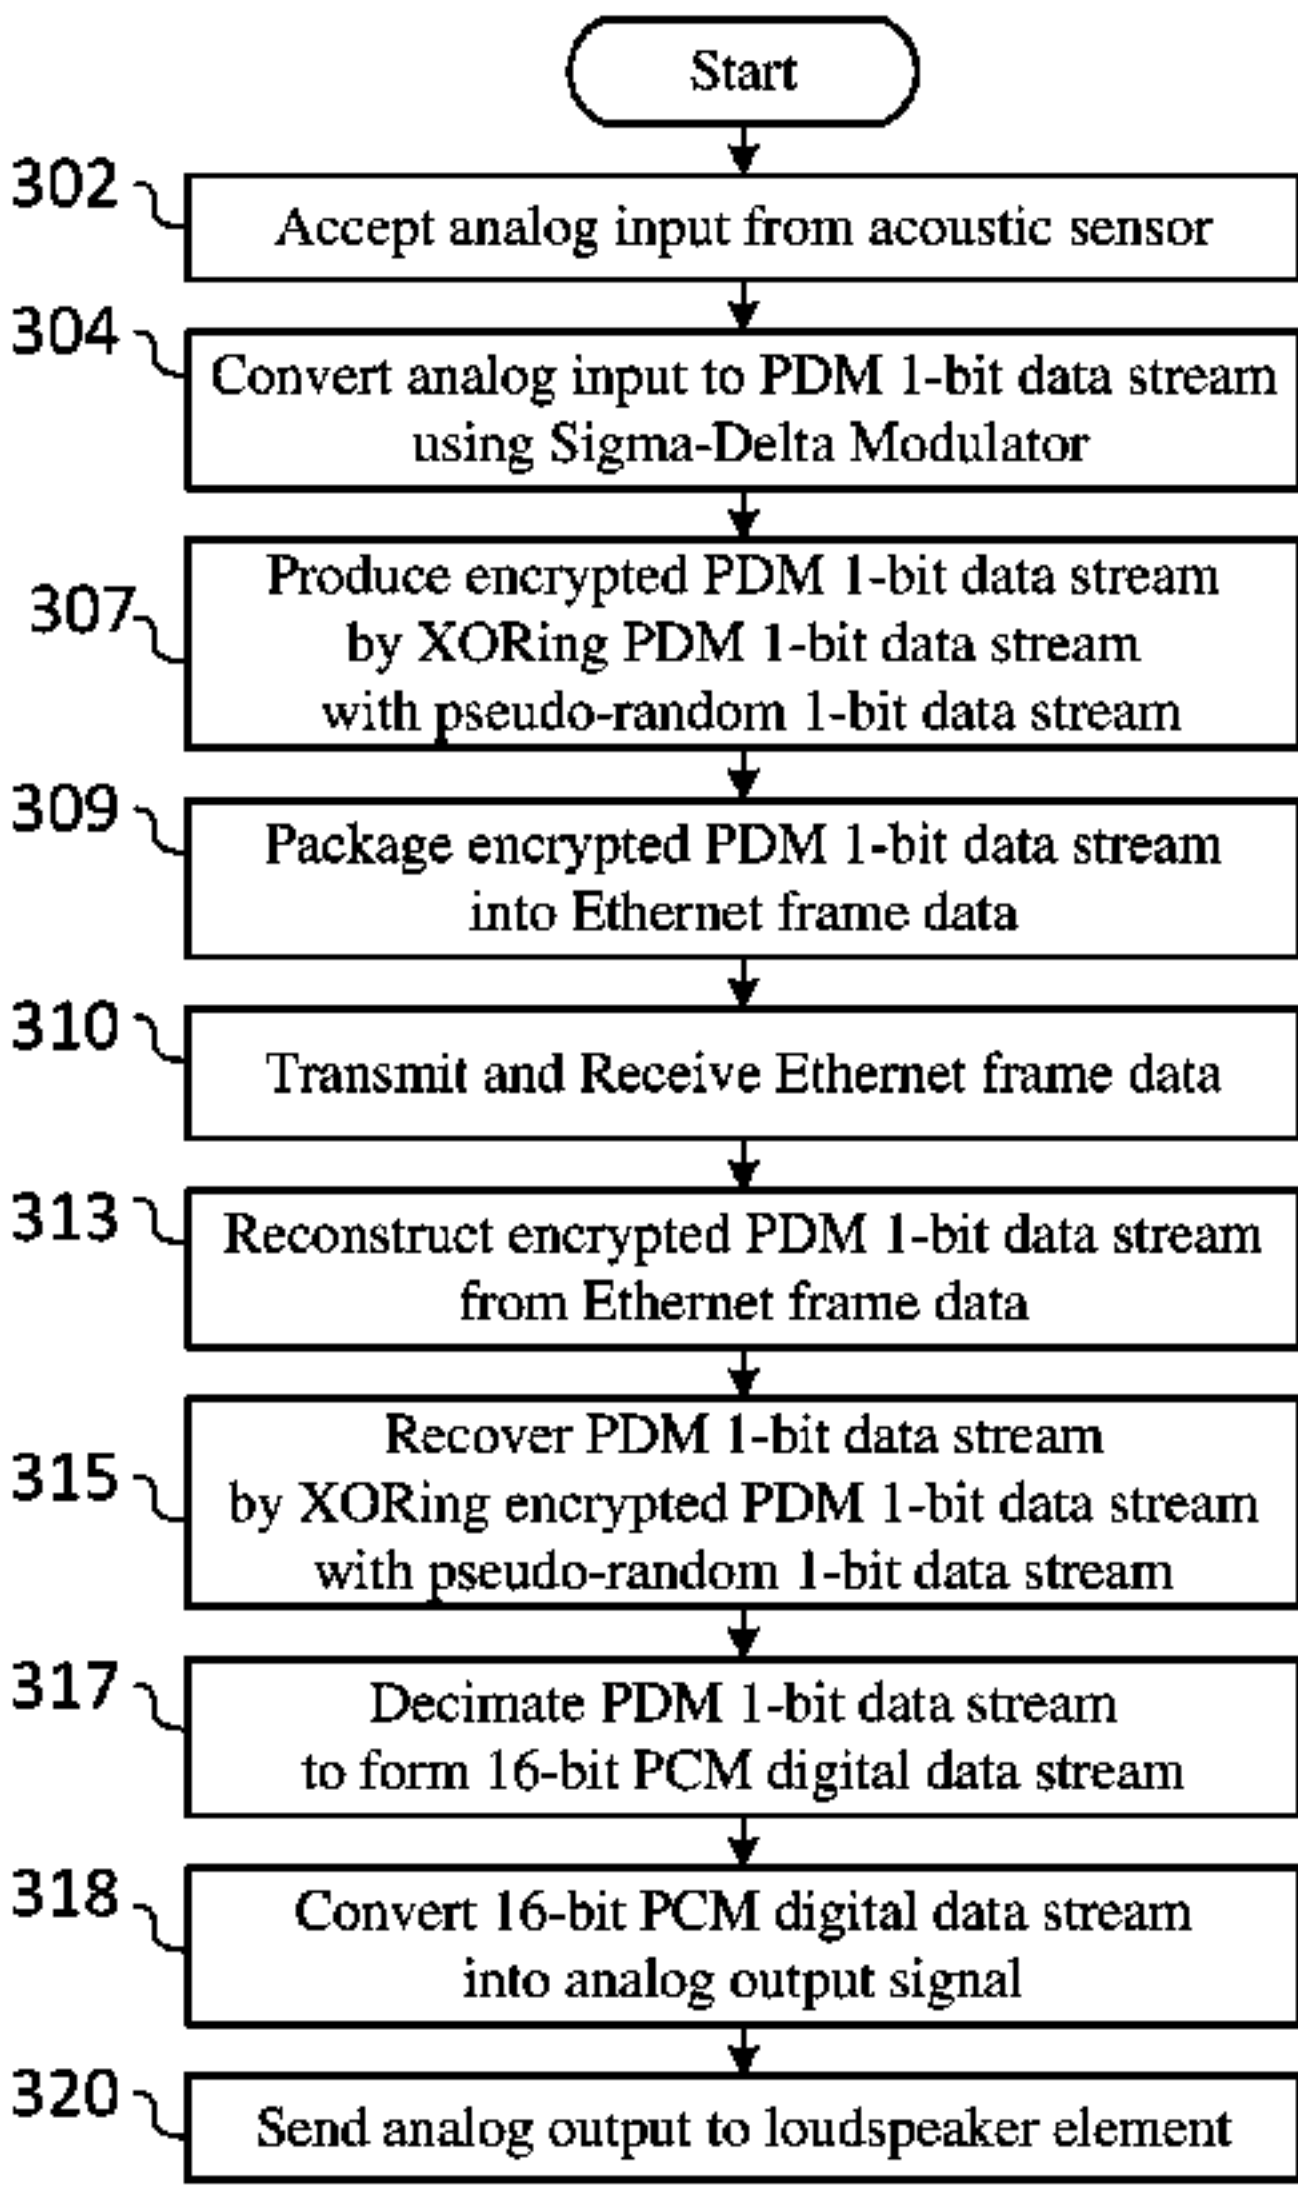 Start
302
Accept analog input from acoustic sensor
304
Convert analog input to PDM 1-bit data stream
using Sigma-Delta Modulator
307
Produce encrypted PDM 1-bit data stream
by XORing PDM 1-bit data stream
with pseudo-random 1-bit data stream
309
Package encrypted PDM 1-bit data stream
into Ethernet frame data
310
Transmit and Receive Ethernet frame data
313
Reconstruct encrypted PDM 1-bit data stream
from Ethernet frame data
315
Recover PDM 1-bit data stream
by XORing encrypted PDM 1-bit data stream
with pseudo-random 1-bit data stream
317
Decimate PDM 1-bit data stream
to form 16-bit PCM digital data stream
318
Convert 16-bit PCM digital data stream
into analog output signal
320
Send analog output to loudspeaker element